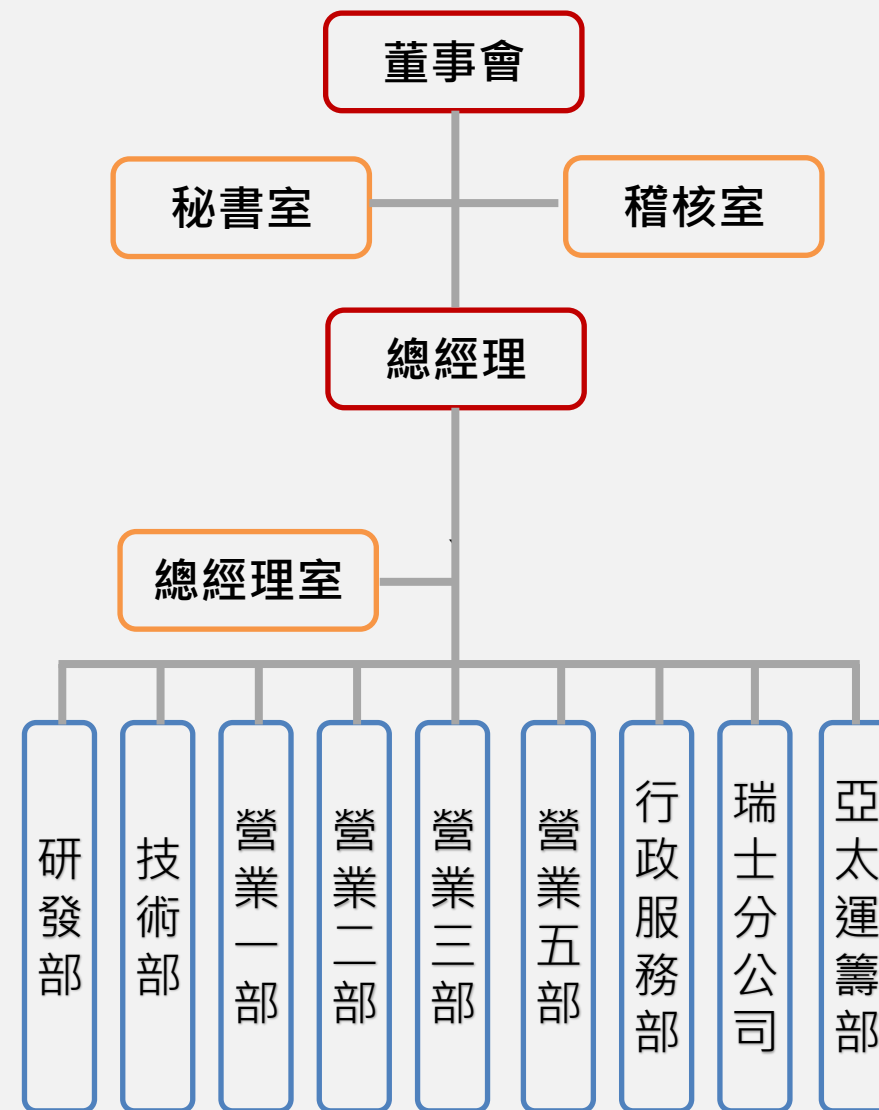 董事會
秘書室
稽核室
總經理
總經理室
研發部
技術部
營業一部
營業二部
營業三部
營業五部
行政服務部
瑞士分公司
亞太運籌部